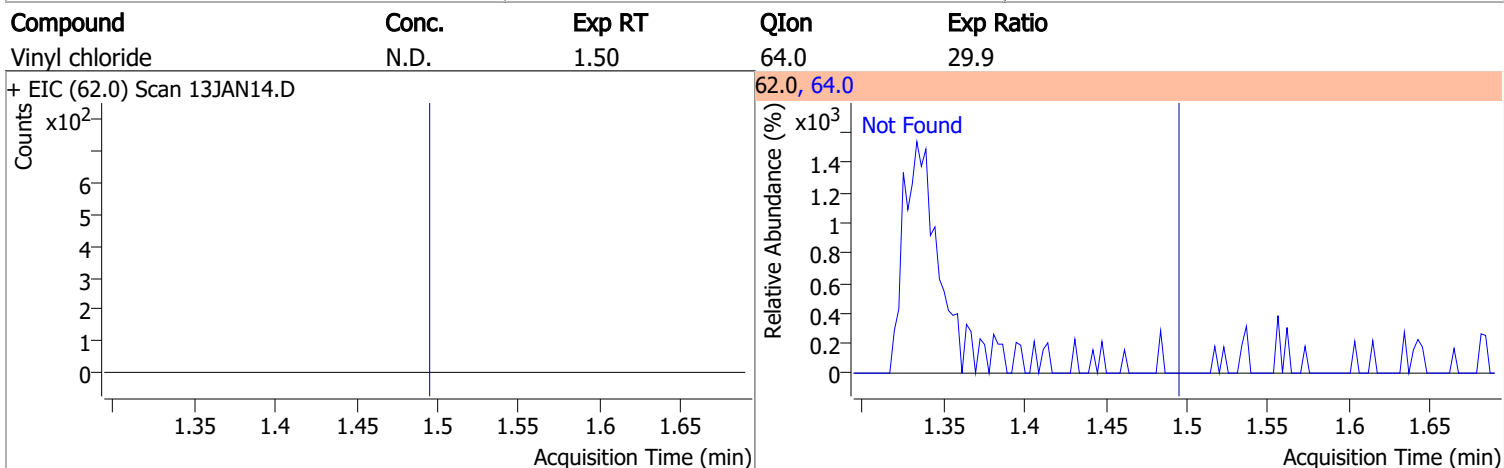 Compound Conc. Exp RT QIon Exp Ratio
Vinyl chloride N.D. 1.50 64.0 29.9
+ EIC (62.0) Scan 13JAN14.D
Counts
x10²
6
5
4
3
2
1
0
1.35 1.4 1.45 1.5 1.55 1.6 1.65
Acquisition Time (min)
62.0, 64.0
Relative Abundance (%)
x10³
Not Found
1.4
1.2
1
0.8
0.6
0.4
0.2
0
1.35 1.4 1.45 1.5 1.55 1.6 1.65
Acquisition Time (min)